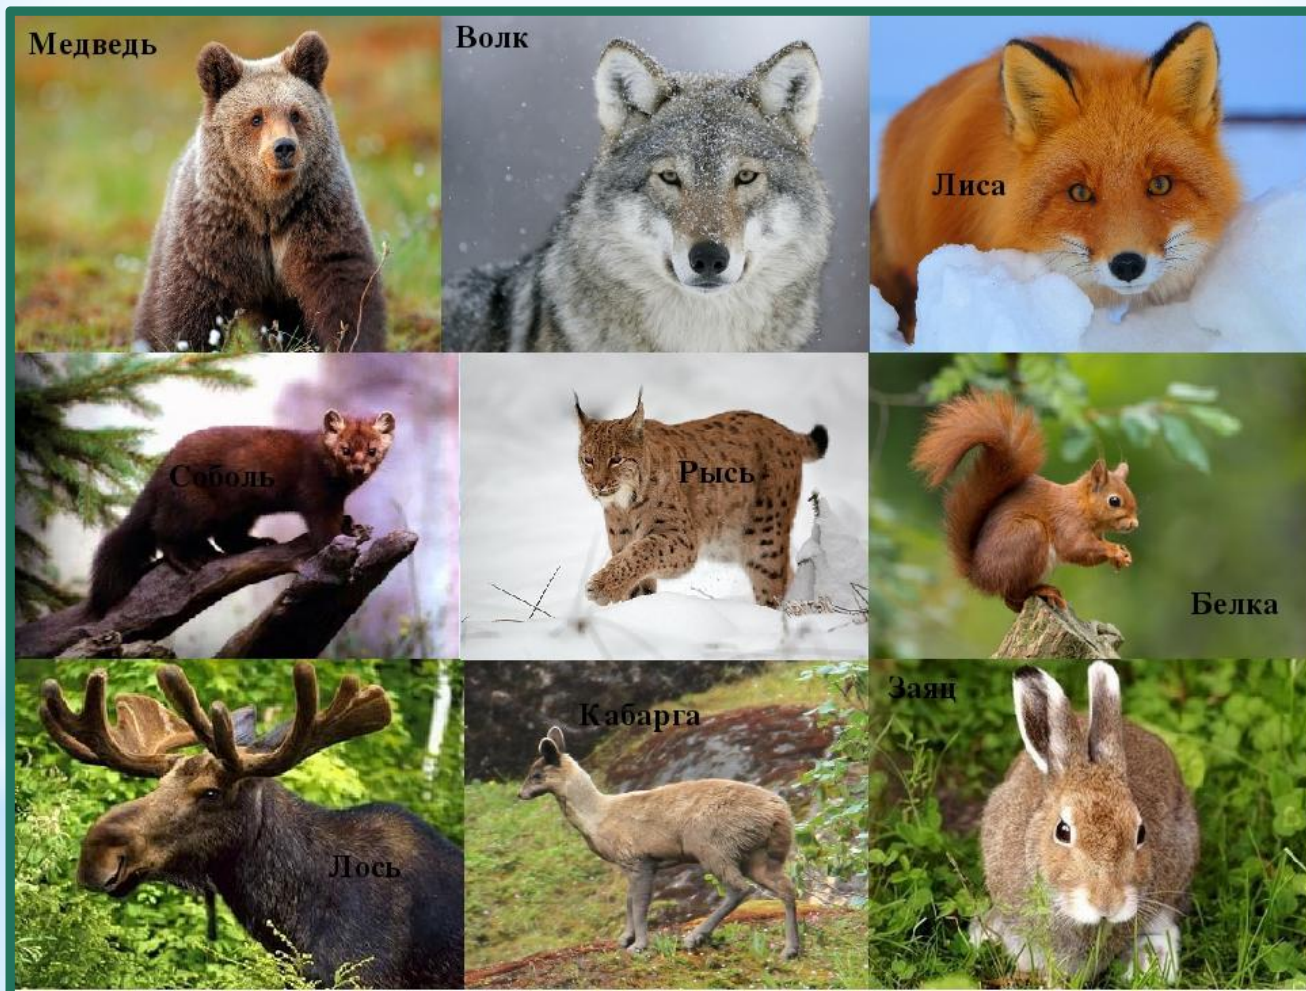 Медведь
Волк
Лиса
Соболь
Рысь
Белка
Лось
Кабарга
Заяц